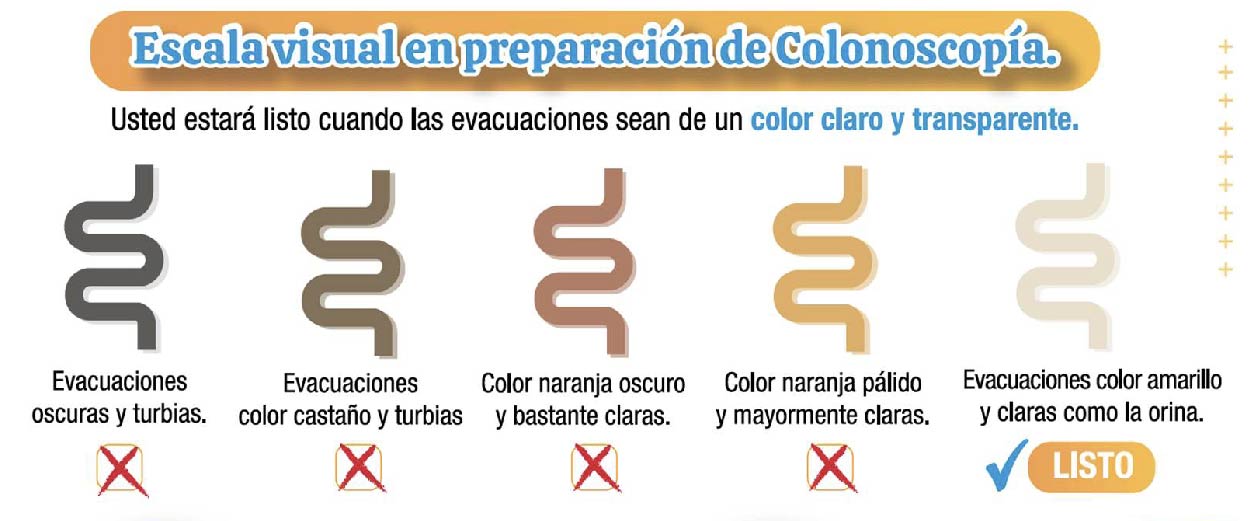 Escala visual en preparación de Colonoscopía.
Usted estará listo cuando las evacuaciones sean de un color claro y transparente.
Evacuaciones
oscuras y turbias.
Evacuaciones
color castaño y turbias
Color naranja oscuro
y bastante claras.
Color naranja pálido
y mayormente claras.
Evacuaciones color amarillo
y claras como la orina.
LISTO